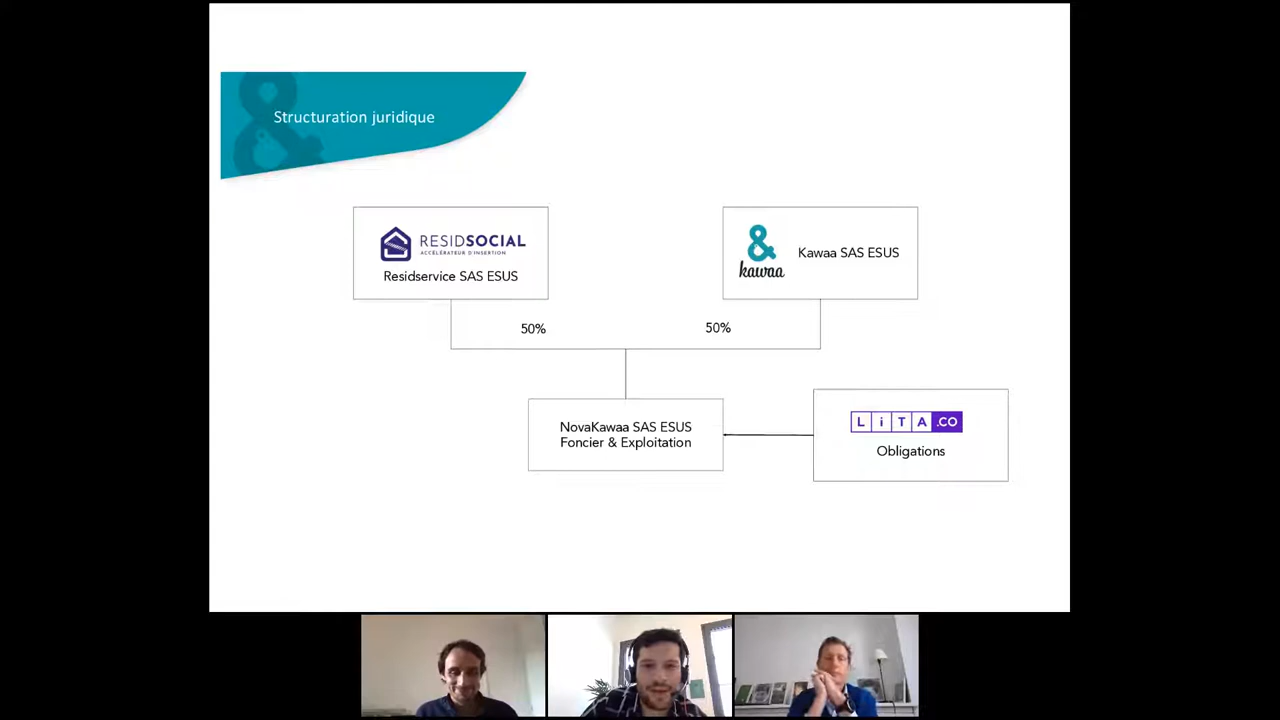 Structuration juridique
RESIDSOCIAL
ACCÉLÉRATEUR D'INSERTION
Residservice SAS ESUS
&
kawaa
Kawaa SAS ESUS
50%
50%
NovaKawaa SAS ESUS
Foncier & Exploitation
LiTA.CO
Obligations